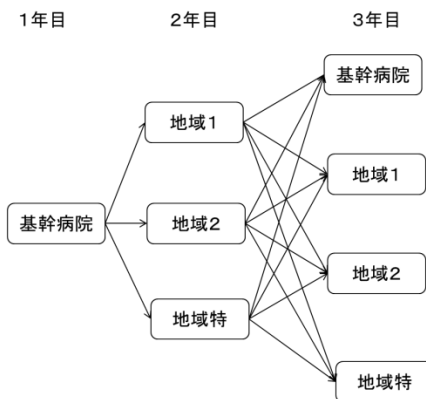 1年目 2年目 3年目
基幹病院
地域1
地域1
基幹病院
地域2
地域2
地域特
地域特